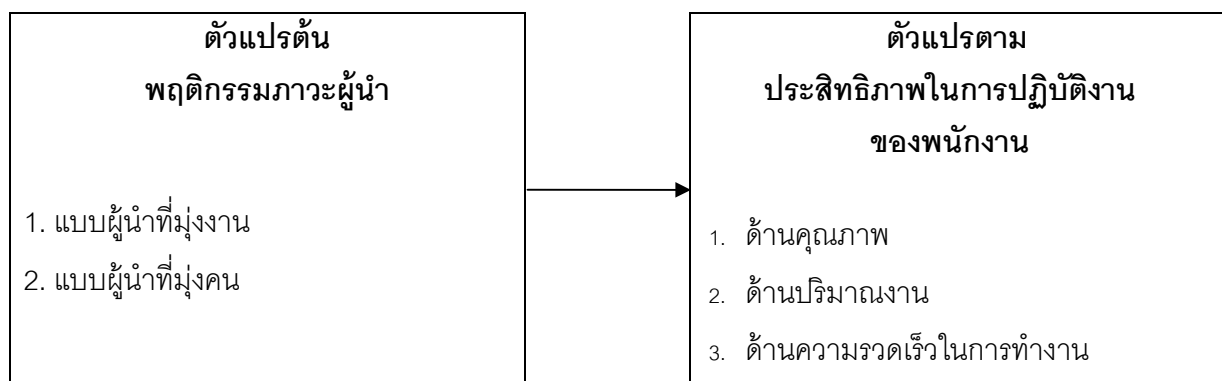 ตัวแปรต้น
พฤติกรรมภาวะผู้นำ
1. แบบผู้นำที่มุ่งงาน
2. แบบผู้นำที่มุ่งคน
ตัวแปรตาม
ประสิทธิภาพในการปฏิบัติงาน
ของพนักงาน
1. ด้านคุณภาพ
2. ด้านปริมาณงาน
3. ด้านความรวดเร็วในการทำงาน